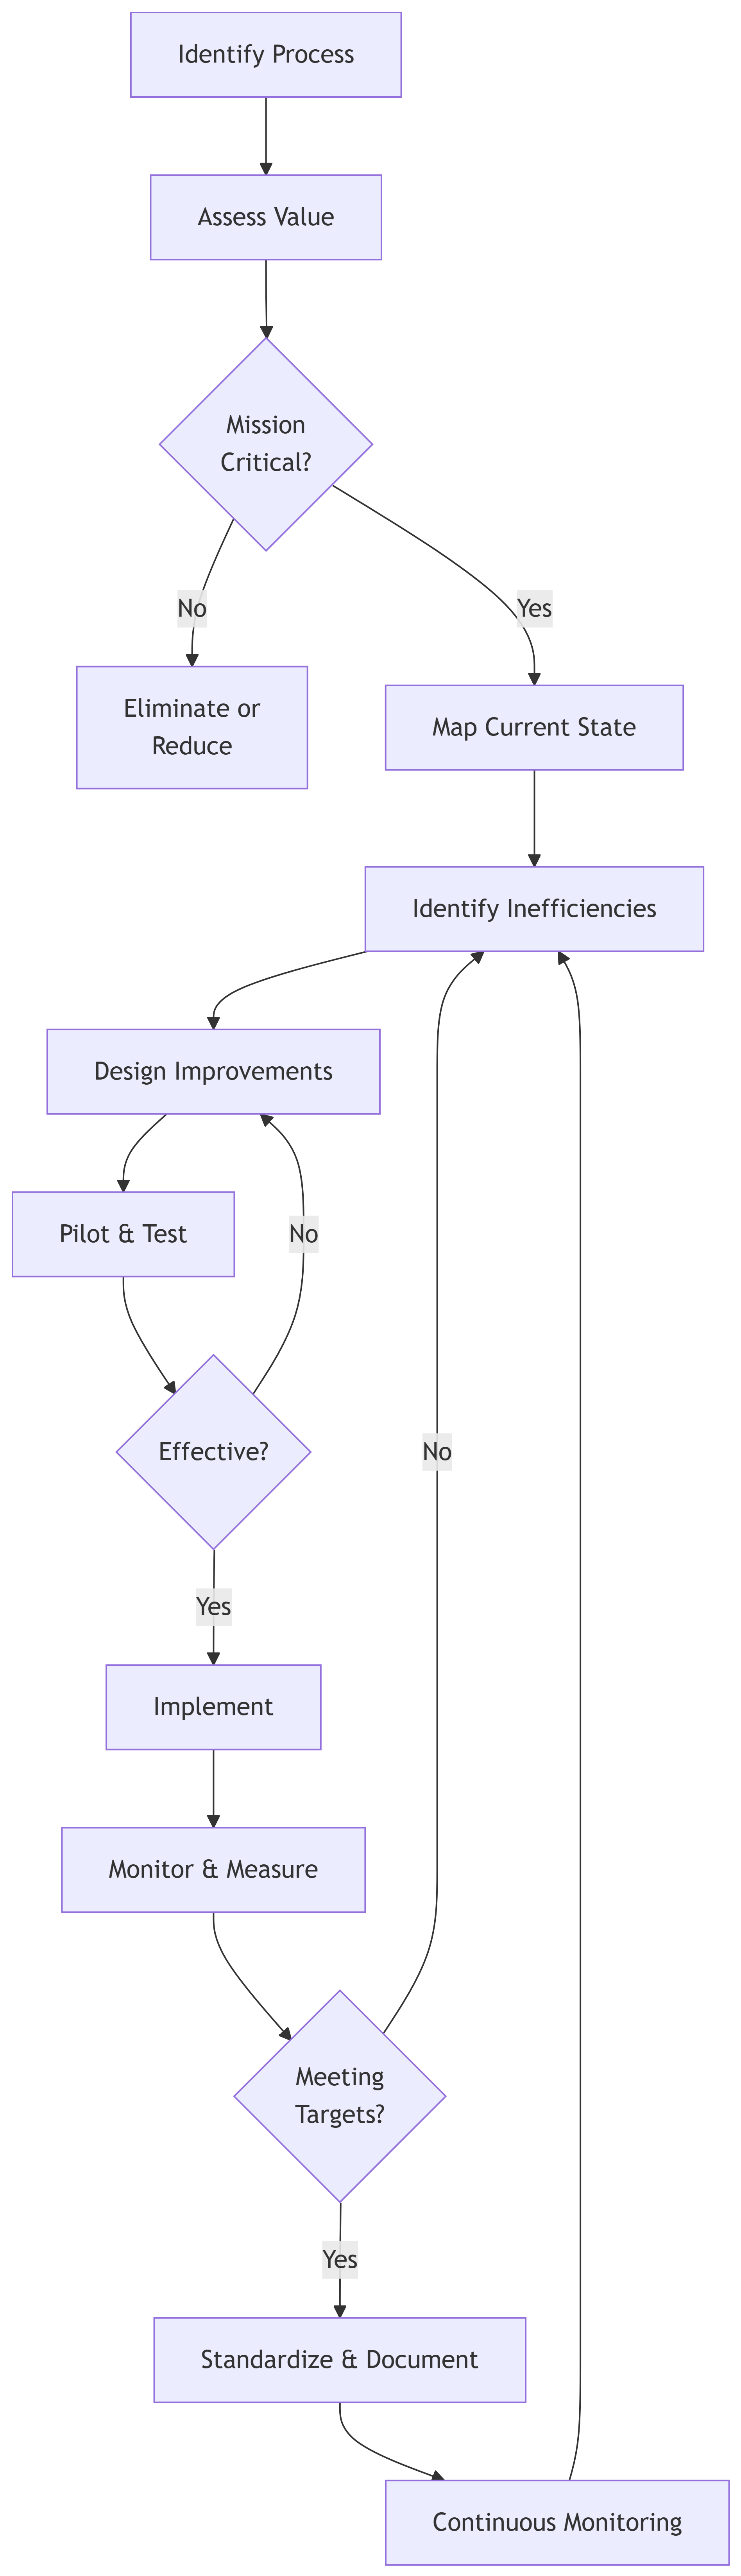 Identify Process
Assess Value
Mission
Critical?
No
Yes
Eliminate or
Reduce
Map Current State
Identify Inefficiencies
Design Improvements
Pilot & Test
No
Effective?
No
Yes
Implement
Monitor & Measure
Meeting
Targets?
Yes
Standardize & Document
Continuous Monitoring